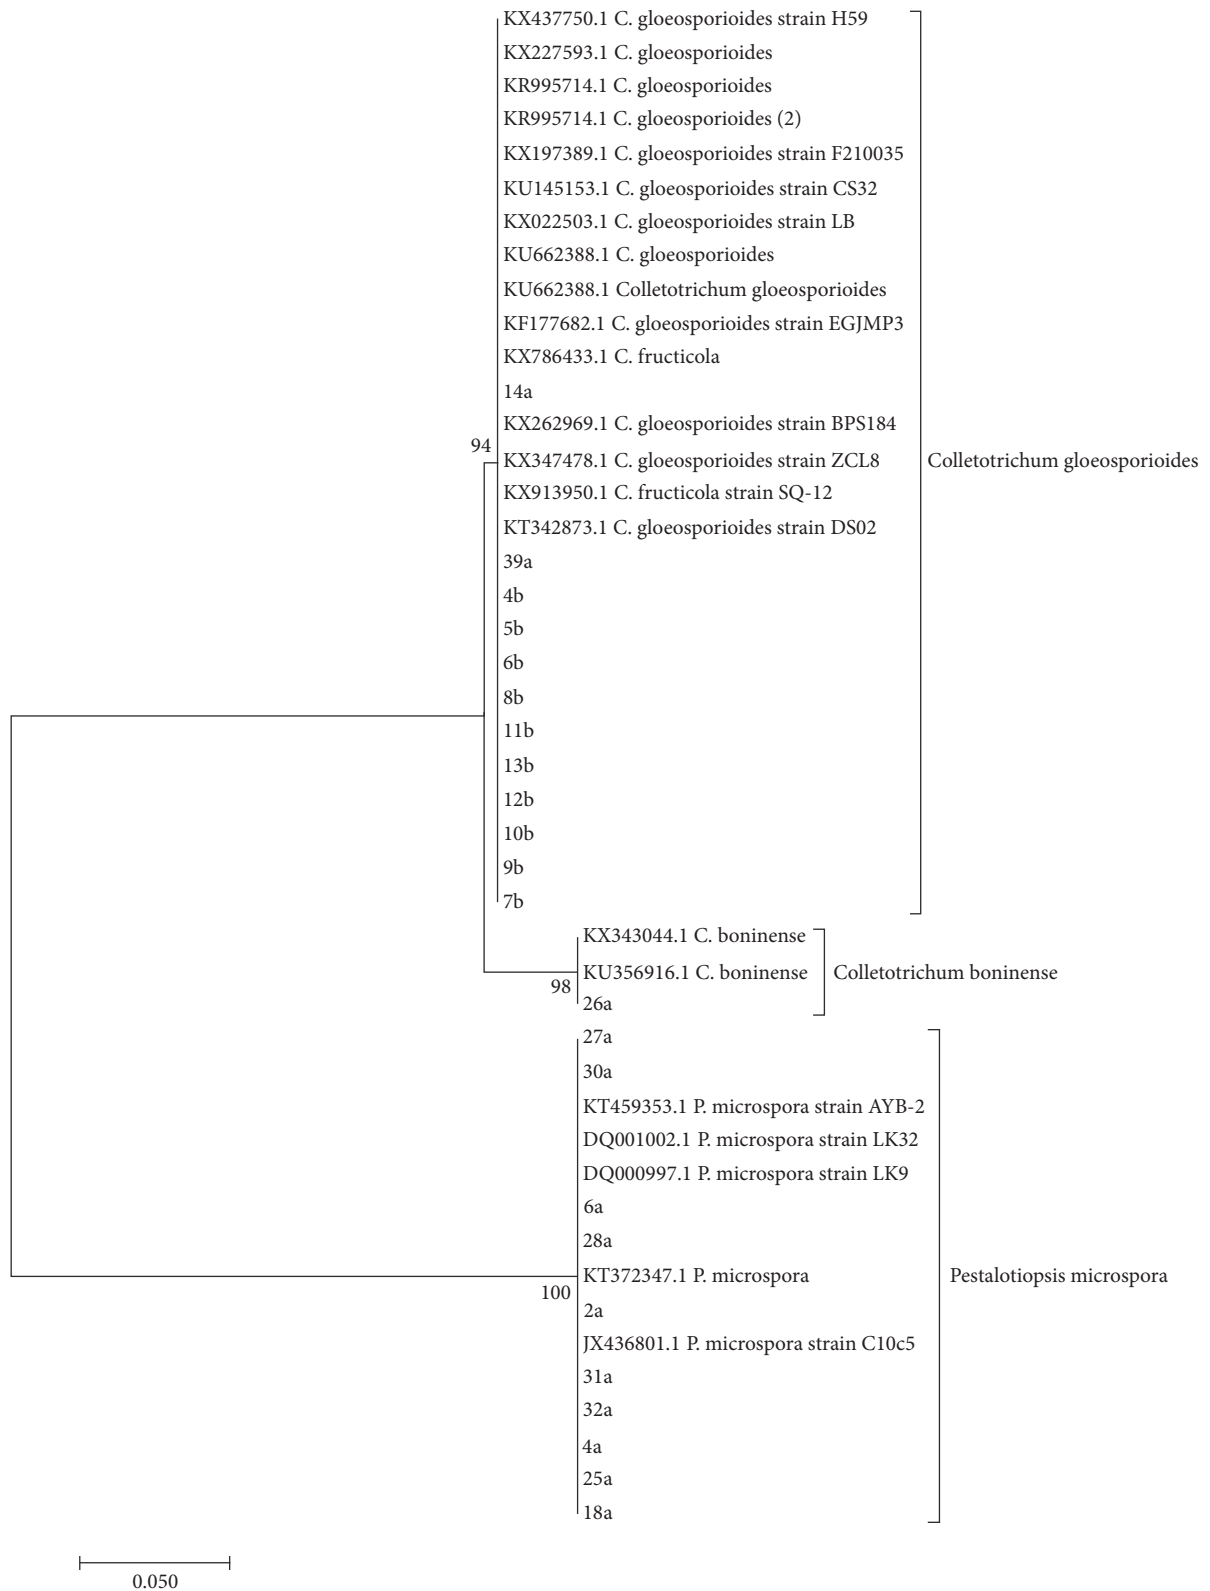 KX437750.1 C. gloeosporioides strain H59
KX227593.1 C. gloeosporioides
KR995714.1 C. gloeosporioides
KR995714.1 C. gloeosporioides (2)
KX197389.1 C. gloeosporioides strain F210035
KU145153.1 C. gloeosporioides strain CS32
KX022503.1 C. gloeosporioides strain LB
KU662388.1 C. gloeosporioides
KU662388.1 Colletotrichum gloeosporioides
KF177682.1 C. gloeosporioides strain EGJMP3
KX786433.1 C. fructicola
14a
KX262969.1 C. gloeosporioides strain BPS184
94
KX347478.1 C. gloeosporioides strain ZCL8
Colletotrichum gloeosporioides
KX913950.1 C. fructicola strain SQ-12
KT342873.1 C. gloeosporioides strain DS02
39a
4b
5b
6b
8b
11b
13b
12b
10b
9b
7b
KX343044.1 C. boninense
KU356916.1 C. boninense
Colletotrichum boninense
98
26a
27a
30a
KT459353.1 P. microspora strain AYB-2
DQ001002.1 P. microspora strain LK32
DQ000997.1 P. microspora strain LK9
6a
28a
KT372347.1 P. microspora
Pestalotiopsis microspora
100
2a
JX436801.1 P. microspora strain C10c5
31a
32a
4a
25a
18a
0.050